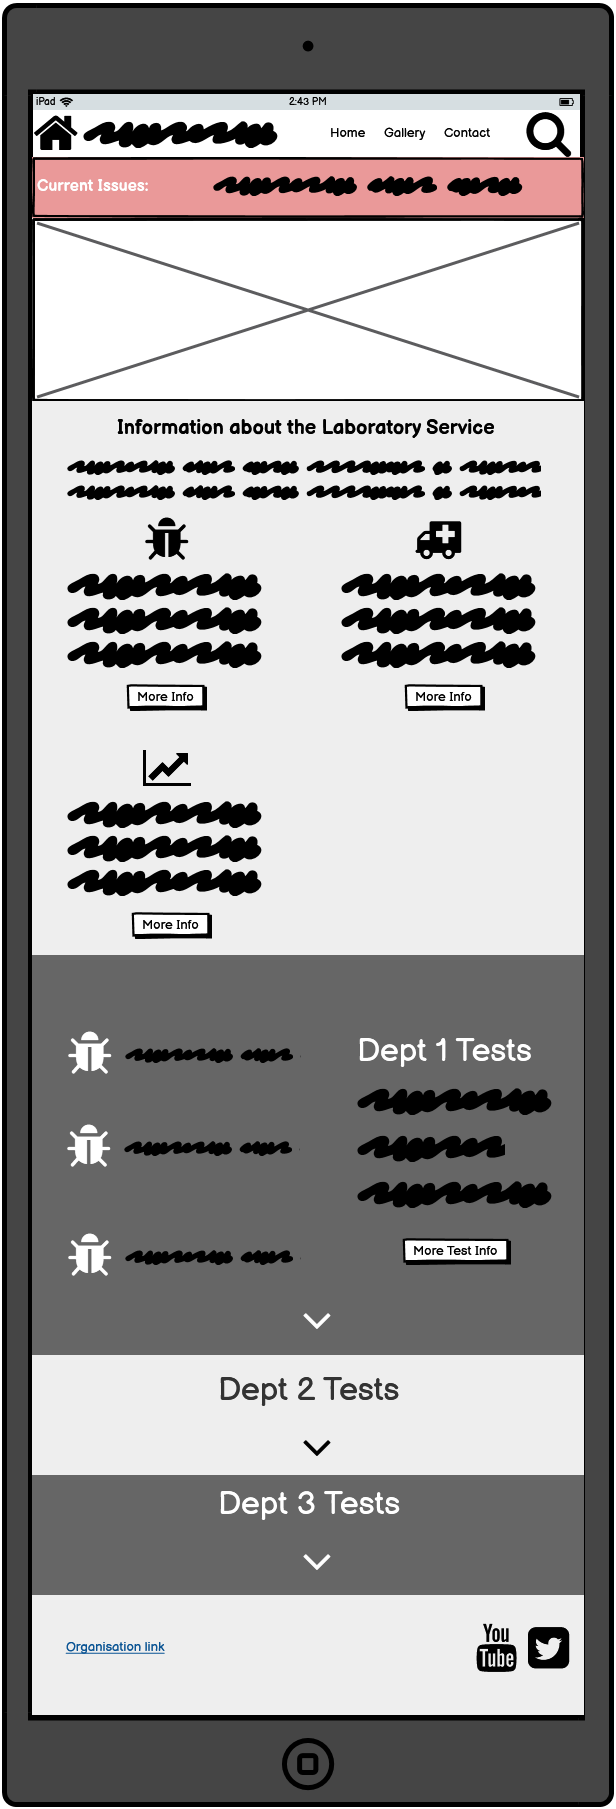 iPad
2:43 PM
Home Gallery Contact
Current Issues:
Information about the Laboratory Service
More Info
More Info
More Info
Dept 1 Tests
More Test Info
Dept 2 Tests
Dept 3 Tests
Organisation link
You
Tube